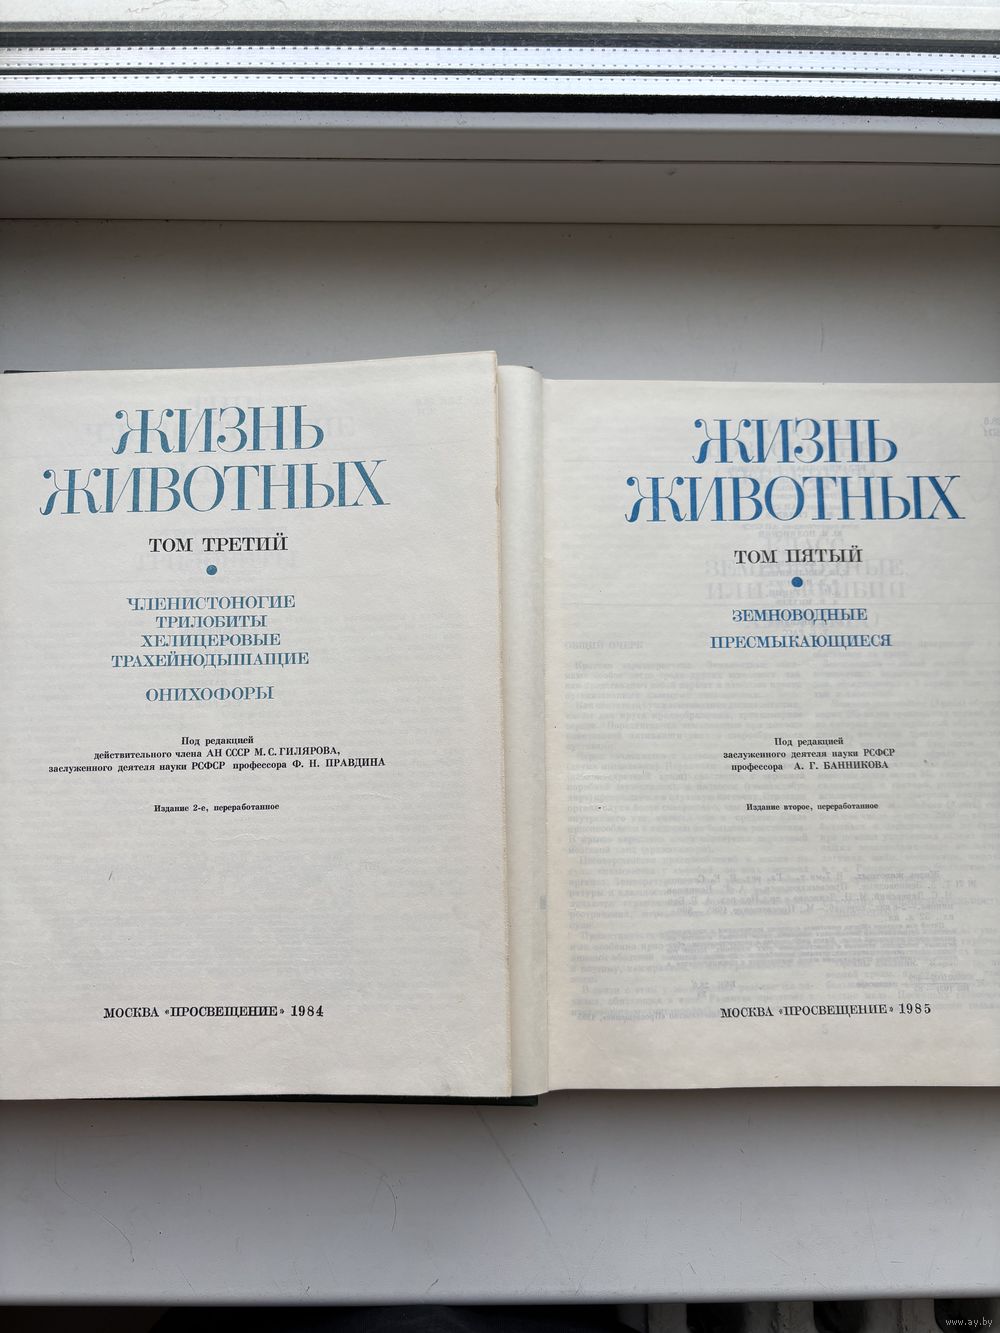 ЖИЗНЬ
ЖИВОТНЫХ
ТОМ ТРЕТИЙ
ЧЛЕНИСТОНОГИЕ
ТРИЛОБИТЫ
ХЕЛИЦЕРОВЫЕ
ТРАХЕЙНОДЫШАЩИЕ
ОНИХОФОРЫ
Под редакцией
действительного члена АН СССР М. С. ГИЛЯРОВА,
заслуженного деятеля науки РСФСР профессора Ф. Н. ПРАВДИНА
Издание 2-е, переработанное
МОСКВА «ПРОСВЕЩЕНИЕ» 1984
ЖИЗНЬ
ЖИВОТНЫХ
ТОМ ПЯТЫЙ
ЗЕМНОВОДНЫЕ
ПРЕСМЫКАЮЩИЕСЯ
Под редакцией
заслуженного деятеля науки РСФСР
профессора А. Г. БАННИКОВА
Издание второе, переработанное
МОСКВА «ПРОСВЕЩЕНИЕ» 1985
www.ay.by